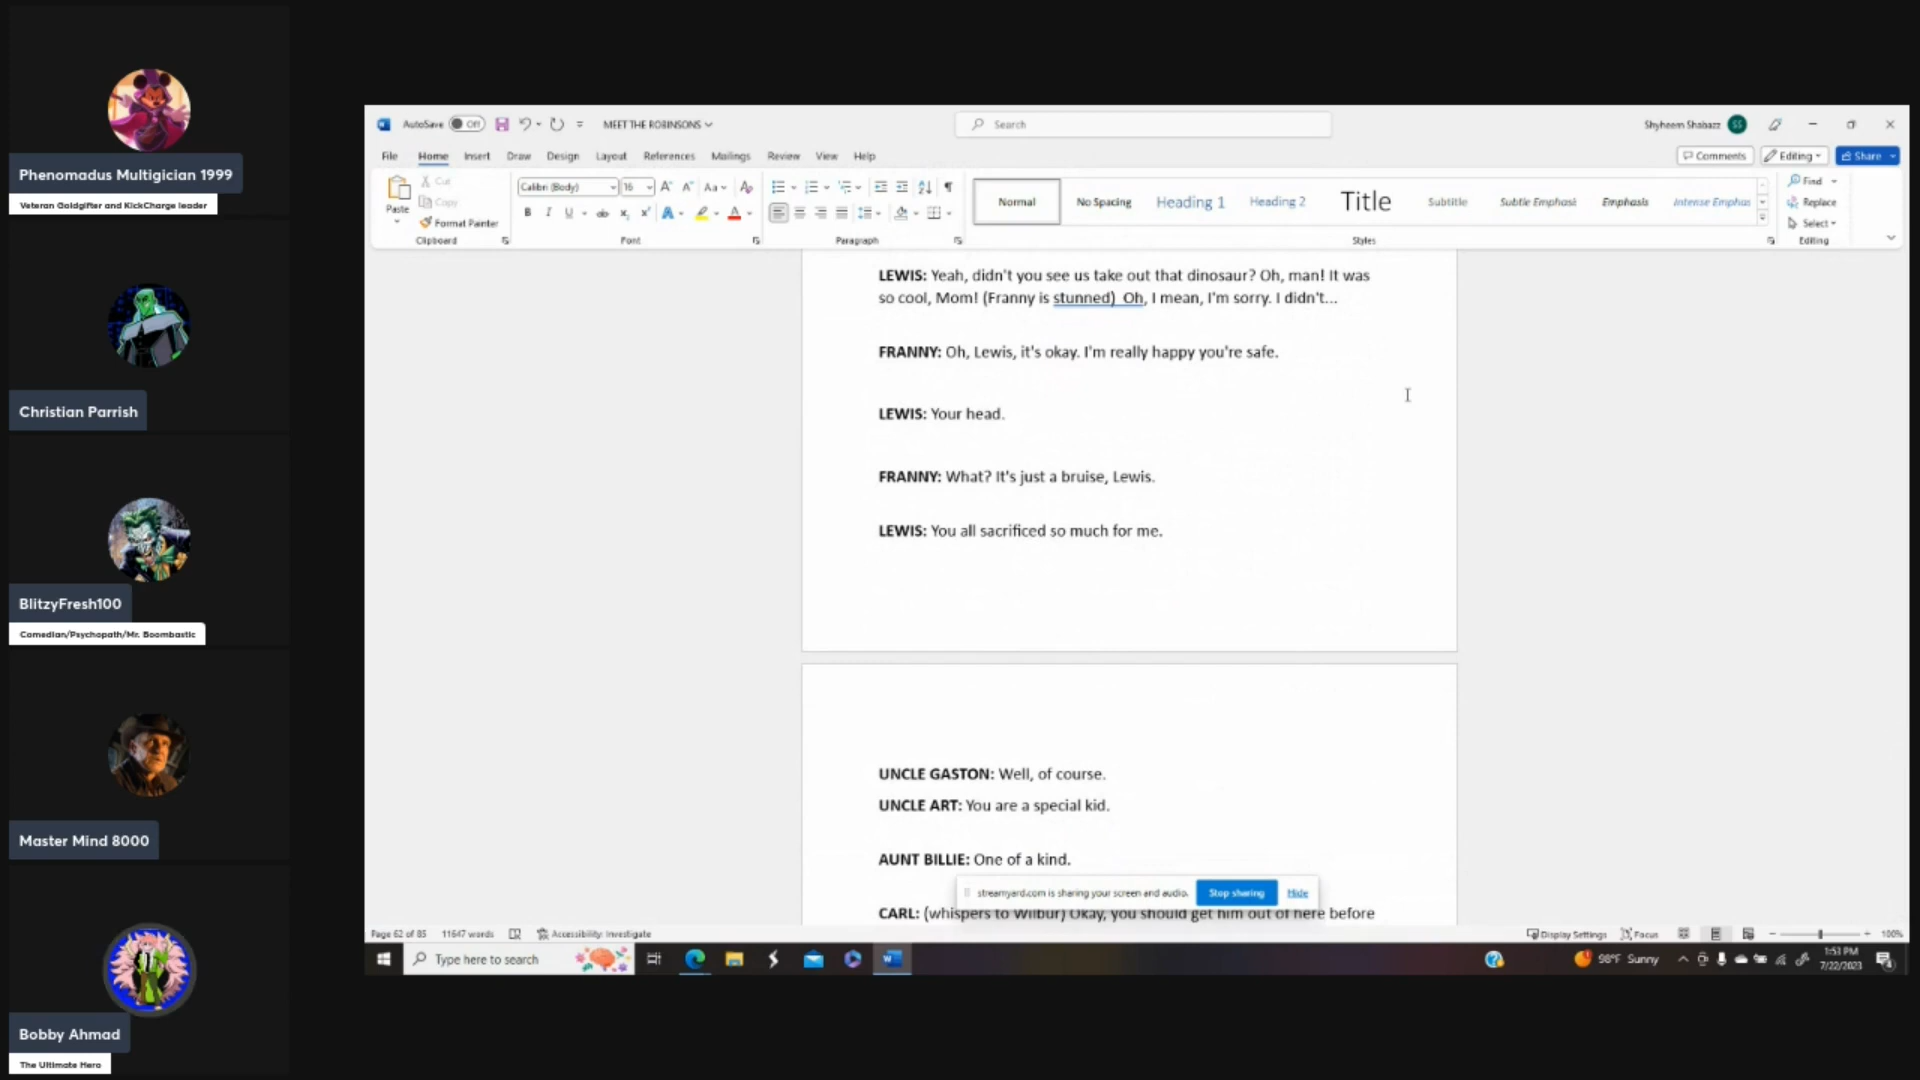 Phenomadus Multigician 1999
Veteran Goldgifter and KickCharge leader
Christian Parrish
BlitzyFresh100
Comedian/Psychopath/Mr. Boombastic
Master Mind 8000
Bobby Ahmad
The Ultimate Hero
AutoSave Off MEET THE ROBINSONS Search Shyheem Shabazz SS
File Home Insert Draw Design Layout References Mailings Review View Help Comments Editing Share
Paste Cut Copy Format Painter
Calibri (Body) 16
Normal No Spacing Heading 1 Heading 2 Title Subtitle Subtle Emphasi Emphasis Intense Emphas
Find Replace Select
Clipboard Font Paragraph Styles Editing
LEWIS: Yeah, didn't you see us take out that dinosaur? Oh, man! It was
so cool, Mom! (Franny is stunned)  Oh, I mean, I'm sorry. I didn't...
FRANNY: Oh, Lewis, it's okay. I'm really happy you're safe.
LEWIS: Your head.
FRANNY: What? It's just a bruise, Lewis.
LEWIS: You all sacrificed so much for me.
UNCLE GASTON: Well, of course.
UNCLE ART: You are a special kid.
AUNT BILLIE: One of a kind.
streamyard.com is sharing your screen and audio. Stop sharing Hide
CARL: (whispers to Wilbur) Okay, you should get him out of here before
Page 62 of 85 11647 words Accessibility: Investigate Display Settings Focus 100%
Type here to search 98°F Sunny 1:53 PM
7/22/2023